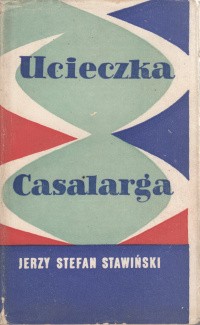 Ucieczka
Casalarga
JERZY STEFAN STAWIŃSKI